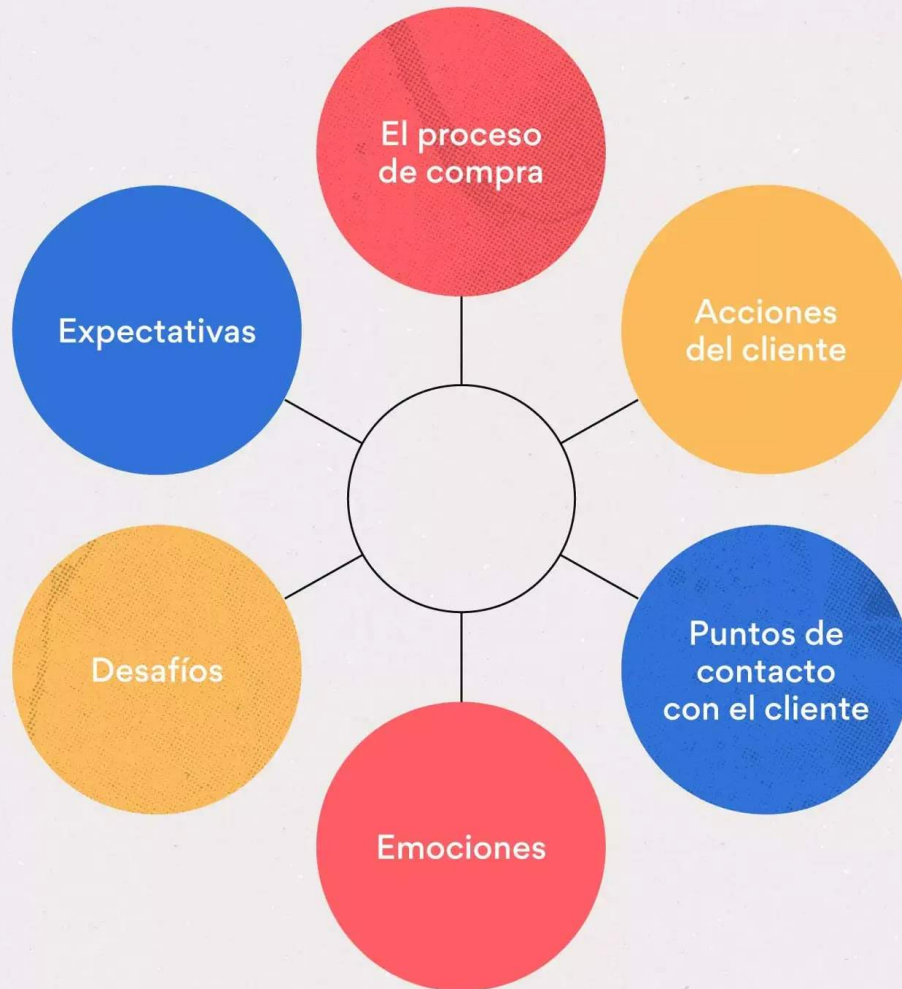 El proceso
de compra
Acciones
del cliente
Puntos de
contacto
con el cliente
Emociones
Desafíos
Expectativas